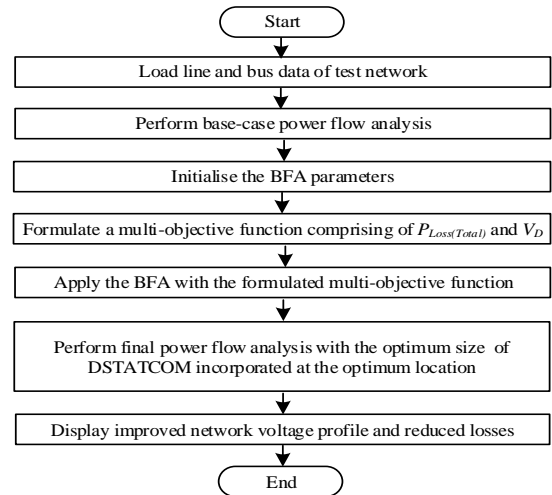 Start
Load line and bus data of test network
Perform base-case power flow analysis
Initialise the BFA parameters
Formulate a multi-objective function comprising of P_Loss(Total) and V_D
Apply the BFA with the formulated multi-objective function
Perform final power flow analysis with the optimum size of
DSTATCOM incorporated at the optimum location
Display improved network voltage profile and reduced losses
End